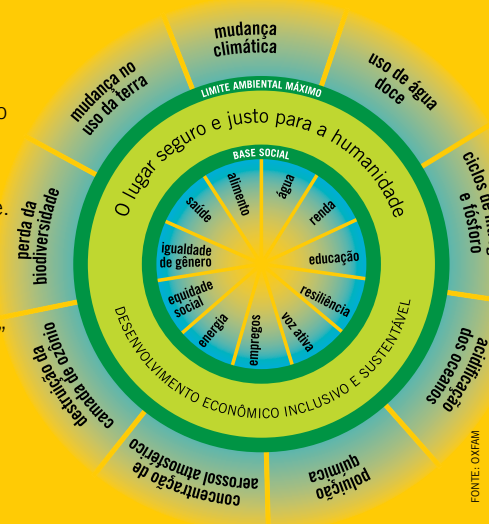 mudança
climática
uso de água
doce
ciclos de
e fósforo
acidificação
dos oceanos
poluição
química
concentração de
aerossol atmosférico
destruição da
camada de ozônio
perda da
biodiversidade
mudança no
uso da terra
LIMITE AMBIENTAL MÁXIMO
O lugar seguro e justo para a humanidade
BASE SOCIAL
água
renda
educação
resiliência
voz ativa
empregos
energia
equidade
social
igualdade
de gênero
saúde
alimento
DESENVOLVIMENTO ECONÔMICO INCLUSIVO E SUSTENTÁVEL
FONTE: OXFAM